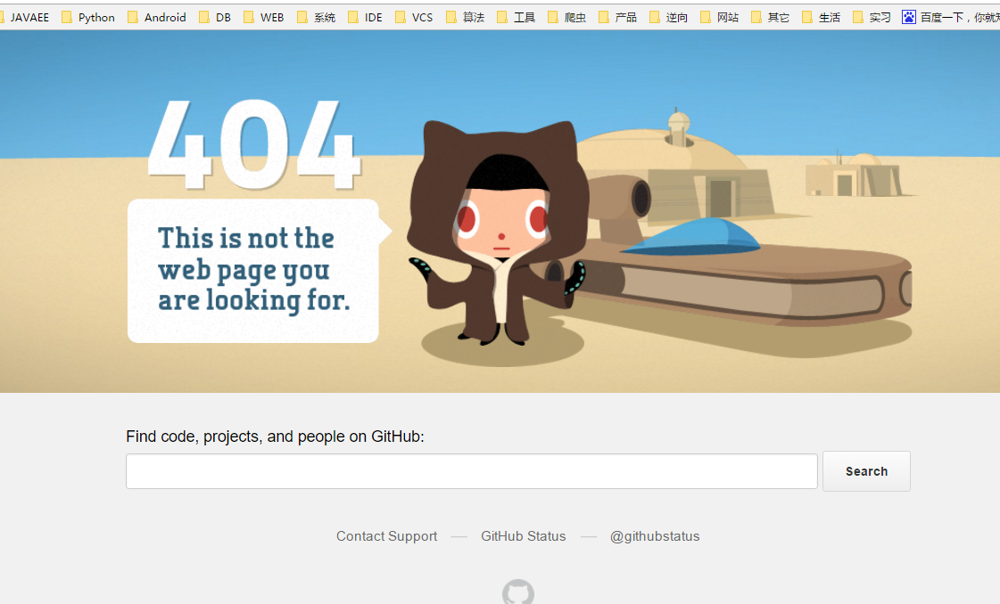 JAVAEE Python Android DB WEB 系统 IDE VCS 算法 工具 爬虫 产品 逆向 网站 其它 生活 实习 百度一下，你就
404
This is not the
web page you
are looking for.
Find code, projects, and people on GitHub:
Search
Contact Support — GitHub Status — @githubstatus